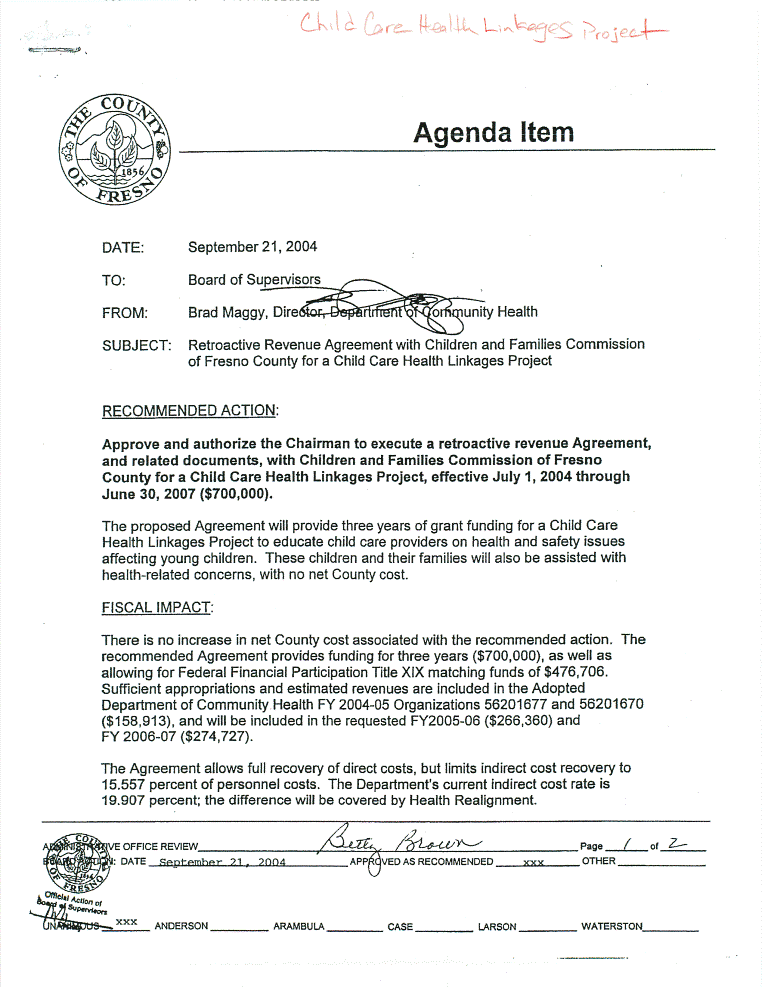 Child Care Health Linkages Project
THE COUNTY OF FRESNO
1856
Agenda Item
DATE: September 21, 2004
TO: Board of Supervisors
FROM: Brad Maggy, Director, Department of Community Health
SUBJECT: Retroactive Revenue Agreement with Children and Families Commission
of Fresno County for a Child Care Health Linkages Project
RECOMMENDED ACTION:
Approve and authorize the Chairman to execute a retroactive revenue Agreement,
and related documents, with Children and Families Commission of Fresno
County for a Child Care Health Linkages Project, effective July 1, 2004 through
June 30, 2007 ($700,000).
The proposed Agreement will provide three years of grant funding for a Child Care
Health Linkages Project to educate child care providers on health and safety issues
affecting young children. These children and their families will also be assisted with
health-related concerns, with no net County cost.
FISCAL IMPACT:
There is no increase in net County cost associated with the recommended action. The
recommended Agreement provides funding for three years ($700,000), as well as
allowing for Federal Financial Participation Title XIX matching funds of $476,706.
Sufficient appropriations and estimated revenues are included in the Adopted
Department of Community Health FY 2004-05 Organizations 56201677 and 56201670
($158,913), and will be included in the requested FY2005-06 ($266,360) and
FY 2006-07 ($274,727).
The Agreement allows full recovery of direct costs, but limits indirect cost recovery to
15.557 percent of personnel costs. The Department's current indirect cost rate is
19.907 percent; the difference will be covered by Health Realignment.
ADMINISTRATIVE OFFICE REVIEW Betty Brown Page 1 of 2
BOARD ACTION: DATE September 21, 2004 APPROVED AS RECOMMENDED xxx OTHER
Official Action of
Board of Supervisors
UNANIMOUS xxx ANDERSON ARAMBULA CASE LARSON WATERSTON